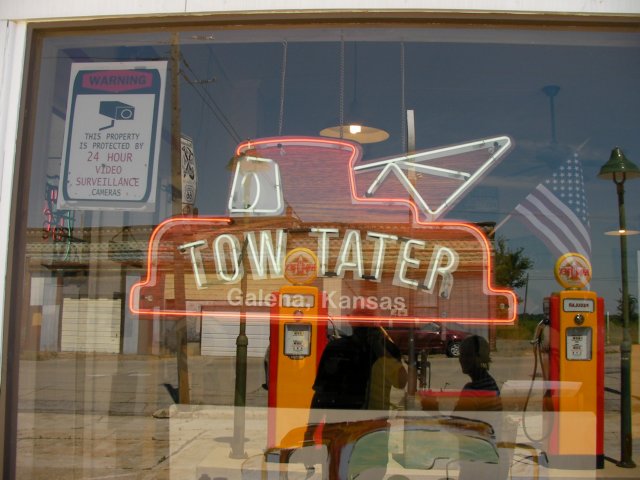 WARNING
THIS
PROPERTY IS
PROTECTED BY
24 HOUR
VIDEO
SURVEILLANCE
CAMERAS
TOW TATER
Galena, Kansas